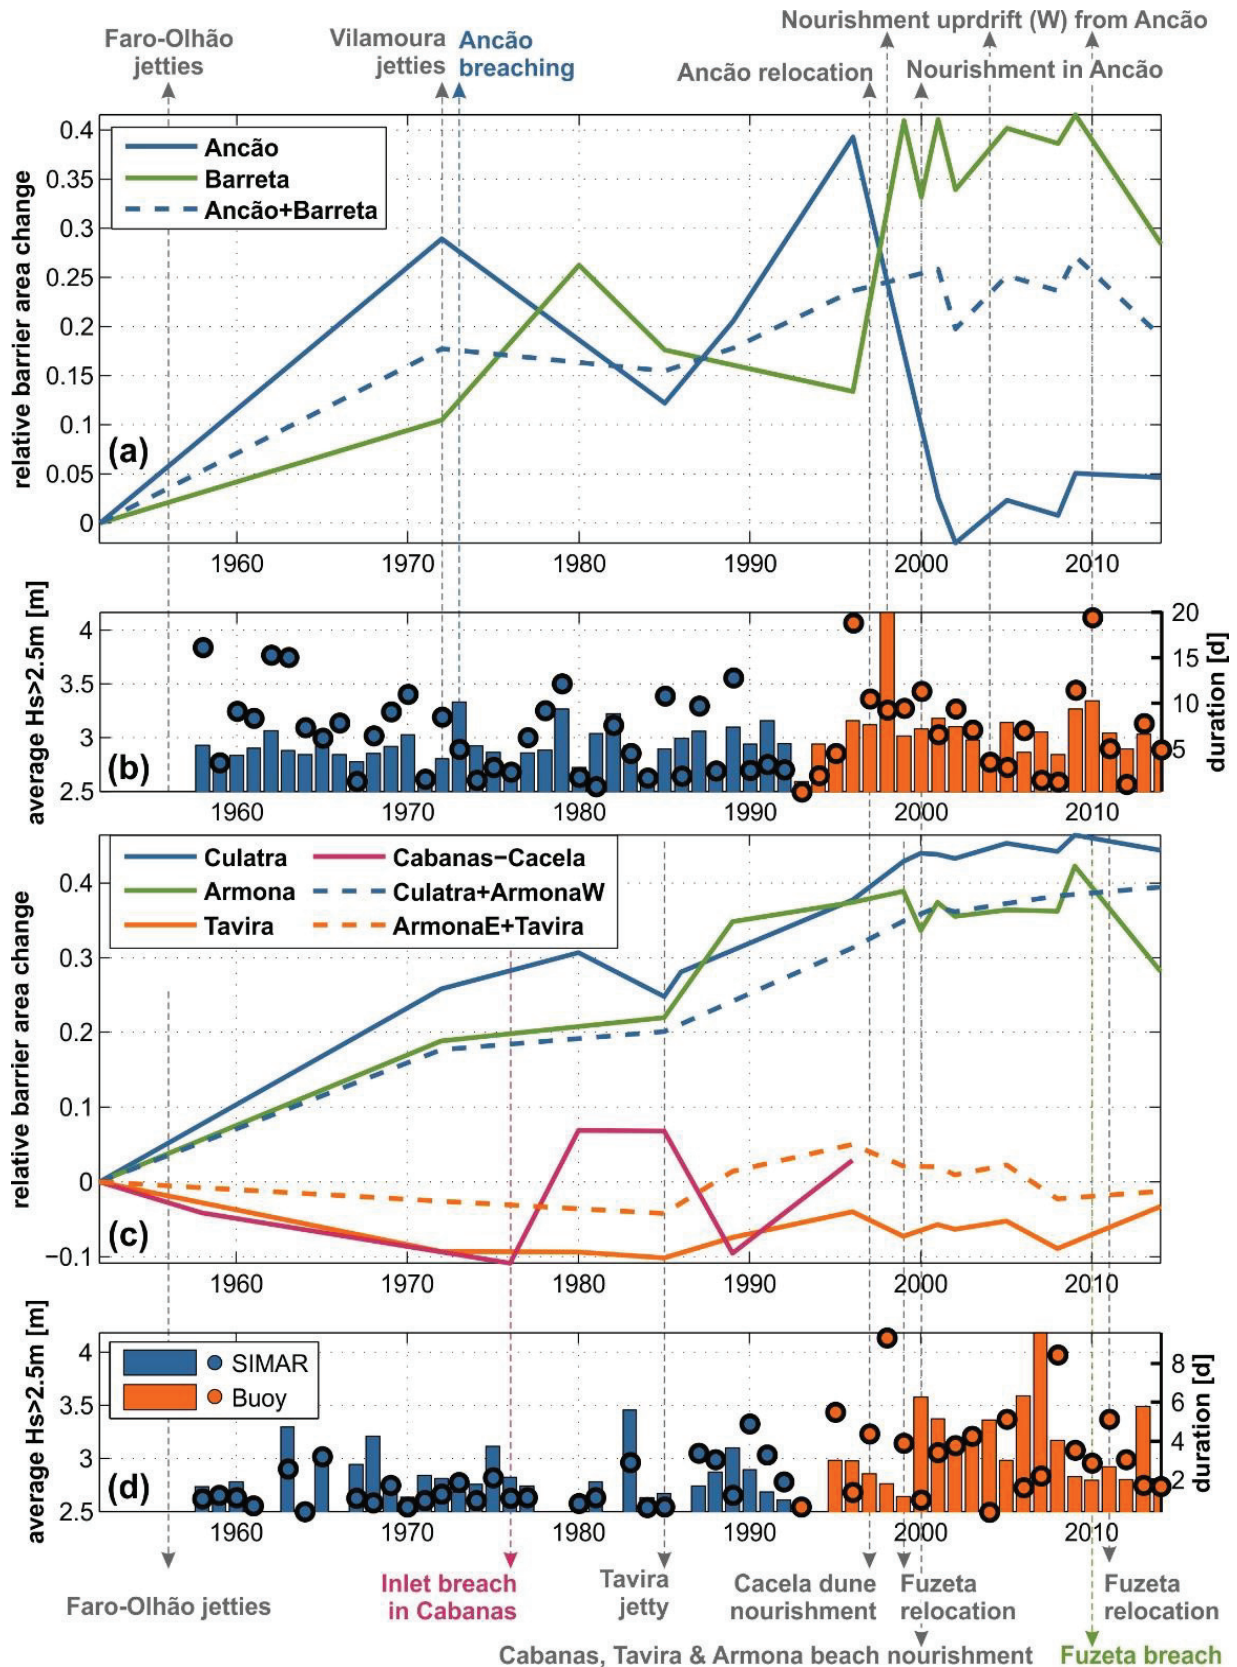 Nourishment uprdrift (W) from Ancão
Faro-Olhão
jetties
Vilamoura
jetties
Ancão
breaching
Ancão relocation
Nourishment in Ancão
relative barrier area change
0.4
0.35
0.3
0.25
0.2
0.15
0.1
0.05
0
Ancão
Barreta
Ancão+Barreta
(a)
1960 1970 1980 1990 2000 2010
average Hs>2.5m [m]
4
3.5
3
2.5
(b)
20
15
10
5
duration [d]
1960 1970 1980 1990 2000 2010
relative barrier area change
0.4
0.3
0.2
0.1
0
−0.1
Culatra
Armona
Tavira
Cabanas−Cacela
Culatra+ArmonaW
ArmonaE+Tavira
(c)
1960 1970 1980 1990 2000 2010
average Hs>2.5m [m]
4
3.5
3
2.5
SIMAR
Buoy
(d)
8
6
4
2
duration [d]
1960 1970 1980 1990 2000 2010
Faro-Olhão jetties
Inlet breach
in Cabanas
Tavira
jetty
Cacela dune
nourishment
Fuzeta
relocation
Fuzeta
relocation
Cabanas, Tavira & Armona beach nourishment
Fuzeta breach